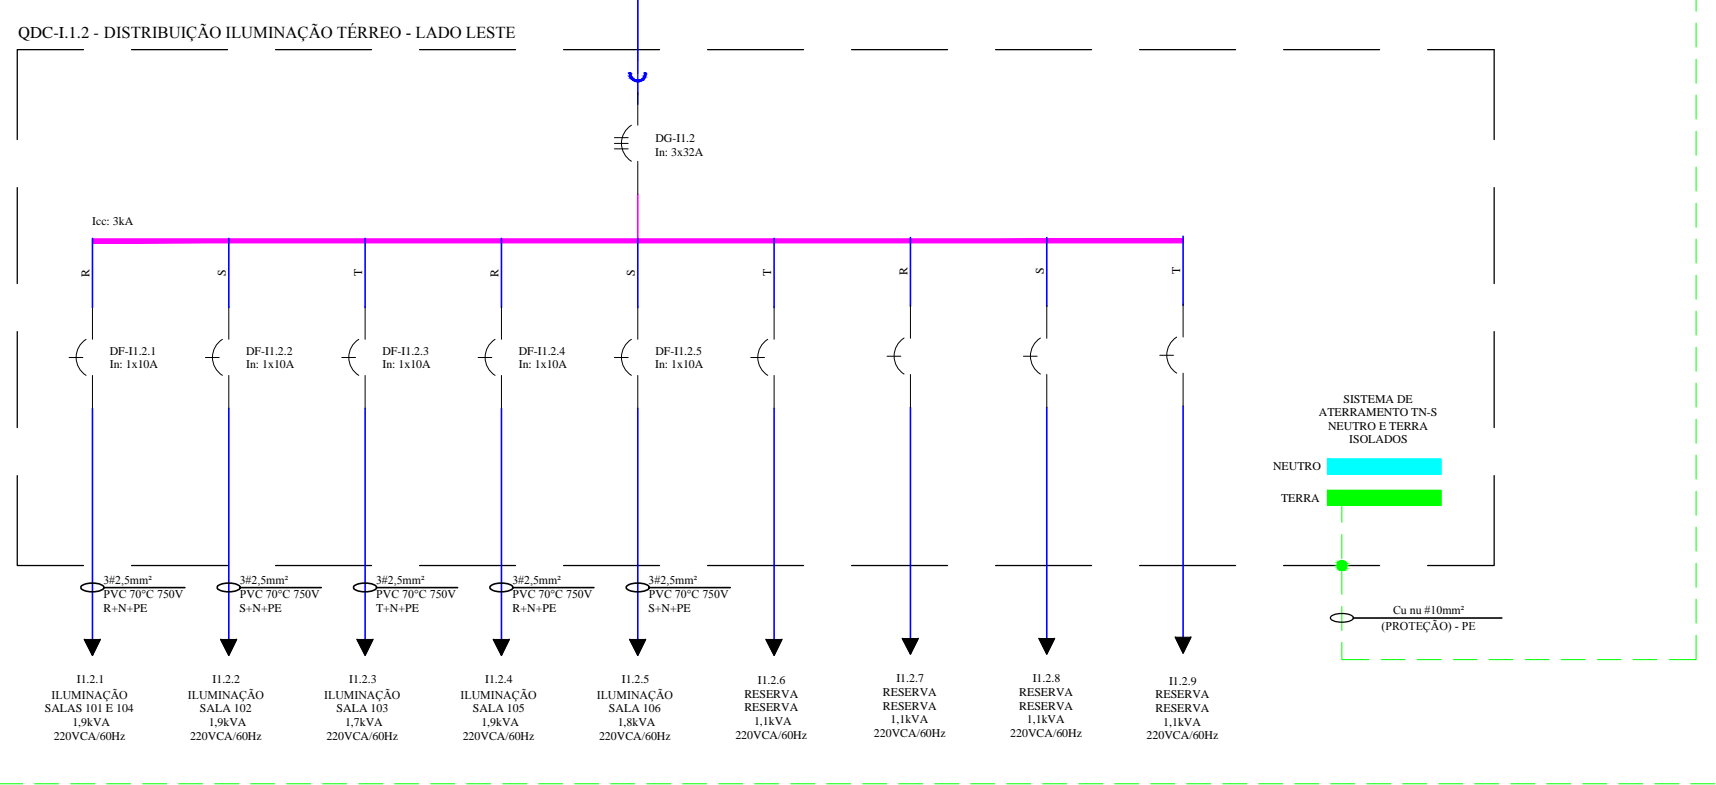 QDC-I.1.2 - DISTRIBUIÇÃO ILUMINAÇÃO TÉRREO - LADO LESTE
DG-I1.2
In: 3x32A
Icc: 3kA
R
S
T
R
S
T
R
S
T
DF-I1.2.1
In: 1x10A
DF-I1.2.2
In: 1x10A
DF-I1.2.3
In: 1x10A
DF-I1.2.4
In: 1x10A
DF-I1.2.5
In: 1x10A
SISTEMA DE
ATERRAMENTO TN-S
NEUTRO E TERRA
ISOLADOS
NEUTRO
TERRA
3#2,5mm²
PVC 70°C 750V
R+N+PE
3#2,5mm²
PVC 70°C 750V
S+N+PE
3#2,5mm²
PVC 70°C 750V
T+N+PE
3#2,5mm²
PVC 70°C 750V
R+N+PE
3#2,5mm²
PVC 70°C 750V
S+N+PE
Cu nu #10mm²
(PROTEÇÃO) - PE
I1.2.1
ILUMINAÇÃO
SALAS 101 E 104
1,9kVA
220VCA/60Hz
I1.2.2
ILUMINAÇÃO
SALA 102
1,9kVA
220VCA/60Hz
I1.2.3
ILUMINAÇÃO
SALA 103
1,7kVA
220VCA/60Hz
I1.2.4
ILUMINAÇÃO
SALA 105
1,9kVA
220VCA/60Hz
I1.2.5
ILUMINAÇÃO
SALA 106
1,8kVA
220VCA/60Hz
I1.2.6
RESERVA
RESERVA
1,1kVA
220VCA/60Hz
I1.2.7
RESERVA
RESERVA
1,1kVA
220VCA/60Hz
I1.2.8
RESERVA
RESERVA
1,1kVA
220VCA/60Hz
I1.2.9
RESERVA
RESERVA
1,1kVA
220VCA/60Hz